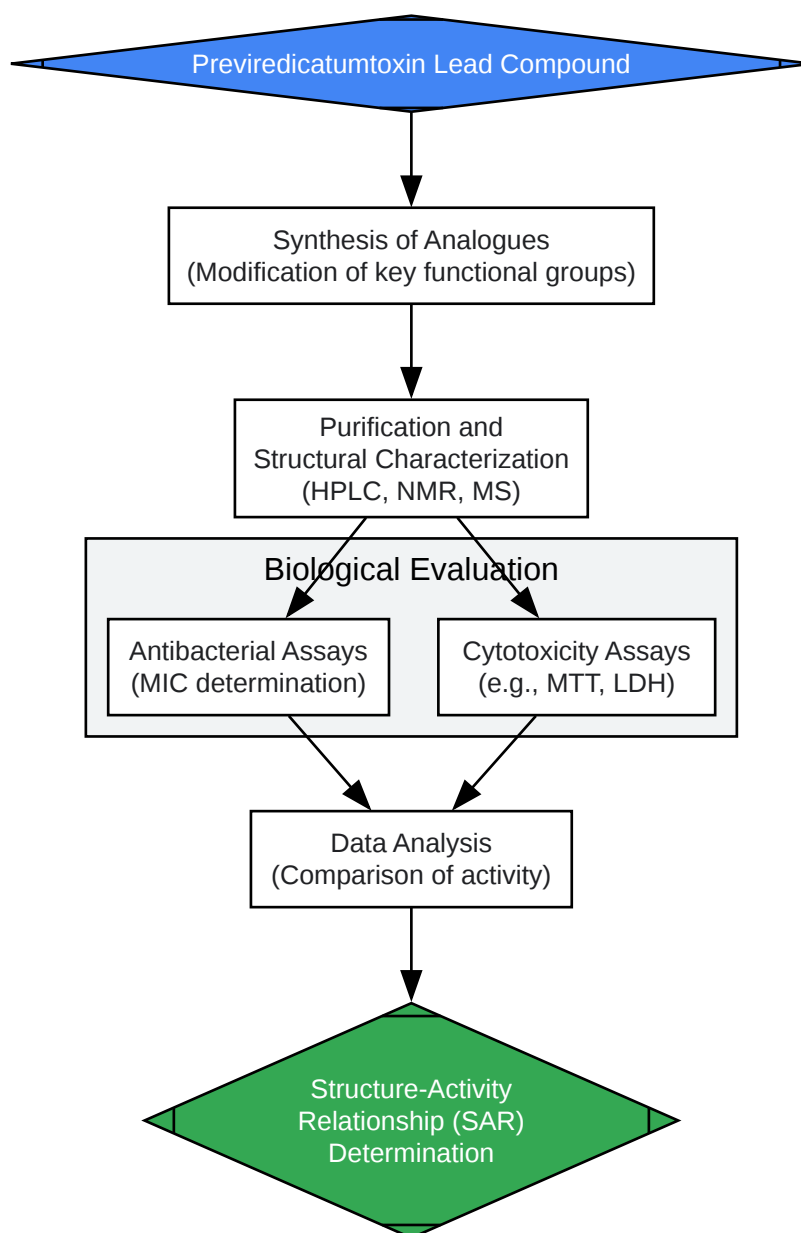 Previredicatumtoxin Lead Compound
Synthesis of Analogues
(Modification of key functional groups)
Purification and
Structural Characterization
(HPLC, NMR, MS)
Biological Evaluation
Antibacterial Assays
(MIC determination)
Cytotoxicity Assays
(e.g., MTT, LDH)
Data Analysis
(Comparison of activity)
Structure-Activity
Relationship (SAR)
Determination